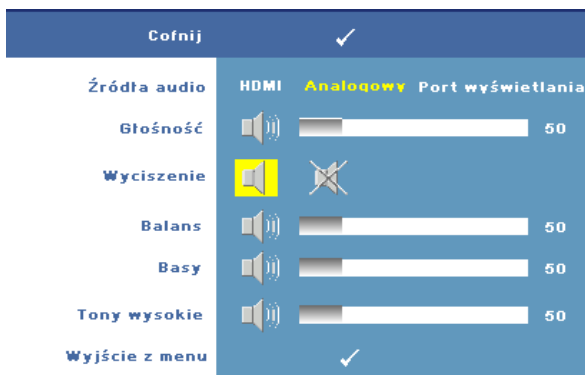 Cofnij
Źródła audio HDMI Analogowy Port wyświetlania
Głośność 50
Wyciszenie
Balans 50
Basy 50
Tony wysokie 50
Wyjście z menu